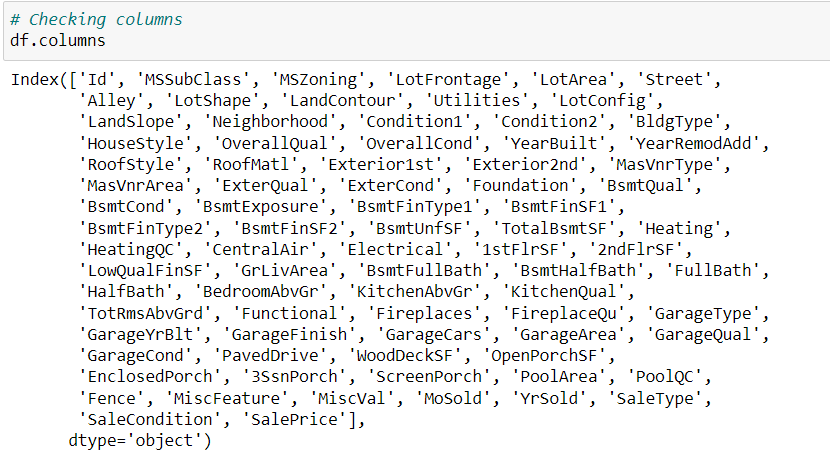 # Checking columns
df.columns
Index(['Id', 'MSSubClass', 'MSZoning', 'LotFrontage', 'LotArea', 'Street',
'Alley', 'LotShape', 'LandContour', 'Utilities', 'LotConfig',
'LandSlope', 'Neighborhood', 'Condition1', 'Condition2', 'BldgType',
'HouseStyle', 'OverallQual', 'OverallCond', 'YearBuilt', 'YearRemodAdd',
'RoofStyle', 'RoofMatl', 'Exterior1st', 'Exterior2nd', 'MasVnrType',
'MasVnrArea', 'ExterQual', 'ExterCond', 'Foundation', 'BsmtQual',
'BsmtCond', 'BsmtExposure', 'BsmtFinType1', 'BsmtFinSF1',
'BsmtFinType2', 'BsmtFinSF2', 'BsmtUnfSF', 'TotalBsmtSF', 'Heating',
'HeatingQC', 'CentralAir', 'Electrical', '1stFlrSF', '2ndFlrSF',
'LowQualFinSF', 'GrLivArea', 'BsmtFullBath', 'BsmtHalfBath', 'FullBath',
'HalfBath', 'BedroomAbvGr', 'KitchenAbvGr', 'KitchenQual',
'TotRmsAbvGrd', 'Functional', 'Fireplaces', 'FireplaceQu', 'GarageType',
'GarageYrBlt', 'GarageFinish', 'GarageCars', 'GarageArea', 'GarageQual',
'GarageCond', 'PavedDrive', 'WoodDeckSF', 'OpenPorchSF',
'EnclosedPorch', '3SsnPorch', 'ScreenPorch', 'PoolArea', 'PoolQC',
'Fence', 'MiscFeature', 'MiscVal', 'MoSold', 'YrSold', 'SaleType',
'SaleCondition', 'SalePrice'],
dtype='object')